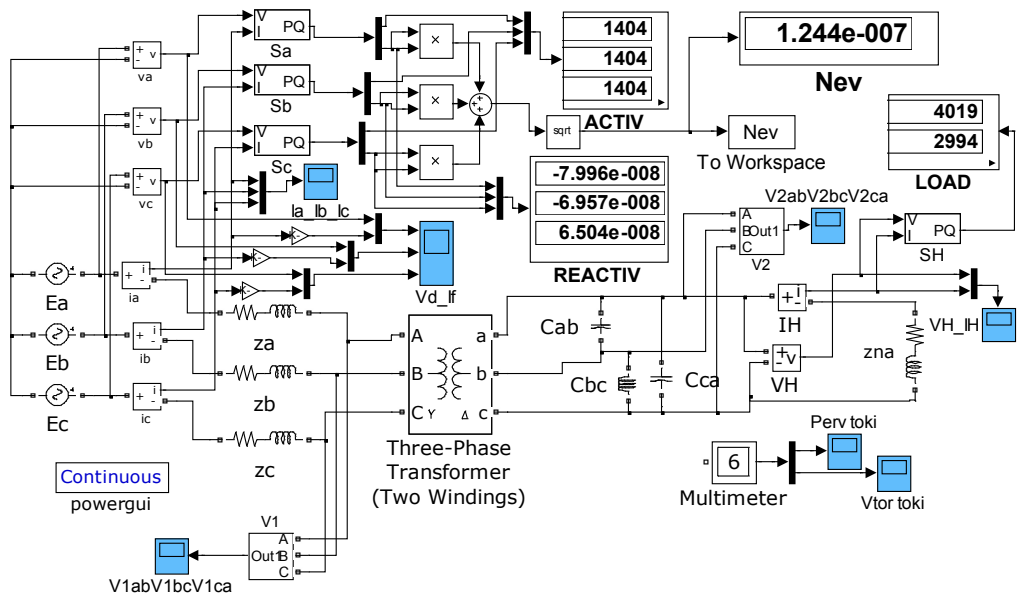 V
I
PQ
Sa
V
I
PQ
Sb
V
I
PQ
Sc
+
-
v
va
+
-
v
vb
+
-
v
vc
×
×
×
+
+
+
sqrt
1404
1404
1404
ACTIV
1.244e-007
Nev
Nev
To Workspace
4019
2994
LOAD
-7.996e-008
-6.957e-008
6.504e-008
REACTIV
Ia_Ib_Ic
Vd_If
V2abV2bcV2ca
A
B
C
Out1
V2
V
I
PQ
SH
Ea
Eb
Ec
+
i
-
ia
+
i
-
ib
+
i
-
ic
za
zb
zc
A
B
C
Y
Δ
a
b
c
Three-Phase
Transformer
(Two Windings)
Cab
Cbc
Cca
+
i
-
IH
+
-
v
VH
zna
VH_IH
Continuous
powergui
6
Multimeter
Perv toki
Vtor toki
V1
A
B
C
Out1
V1abV1bcV1ca